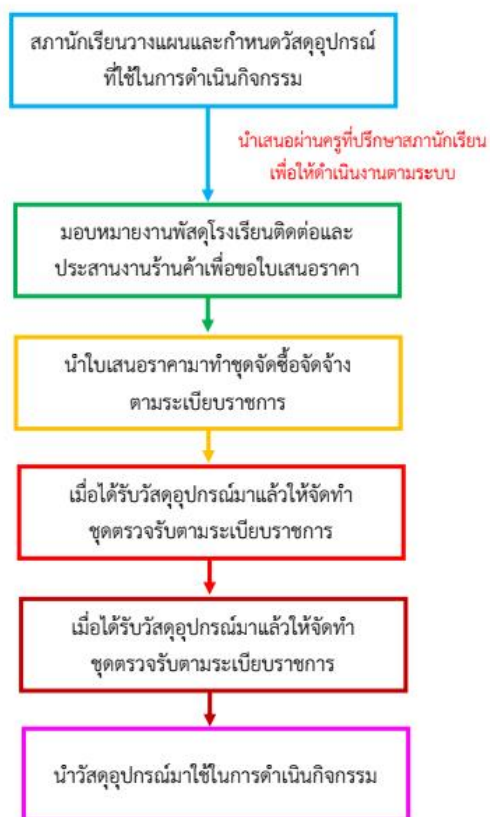 สภานักเรียนวางแผนและกำหนดวัสดุอุปกรณ์
ที่ใช้ในการดำเนินกิจกรรม
นำเสนอผ่านครูที่ปรึกษาสภานักเรียน
เพื่อให้ดำเนินงานตามระบบ
มอบหมายงานพัสดุโรงเรียนติดต่อและ
ประสานงานร้านค้าเพื่อขอใบเสนอราคา
นำใบเสนอราคามาทำชุดจัดซื้อจัดจ้าง
ตามระเบียบราชการ
เมื่อได้รับวัสดุอุปกรณ์มาแล้วให้จัดทำ
ชุดตรวจรับตามระเบียบราชการ
เมื่อได้รับวัสดุอุปกรณ์มาแล้วให้จัดทำ
ชุดตรวจรับตามระเบียบราชการ
นำวัสดุอุปกรณ์มาใช้ในการดำเนินกิจกรรม